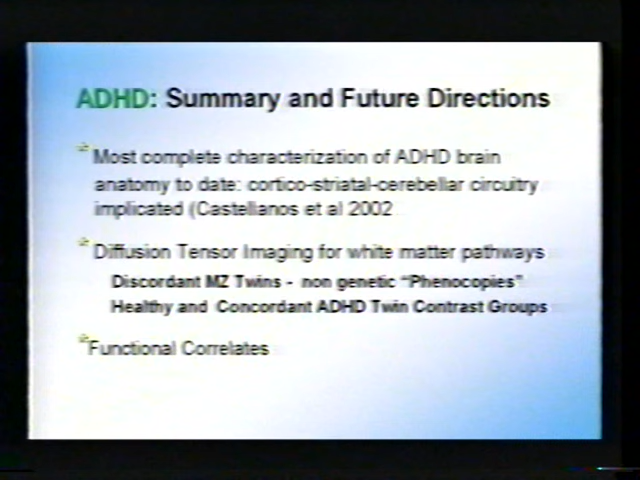 ADHD: Summary and Future Directions
* Most complete characterization of ADHD brain
anatomy to date: cortico-striatal-cerebellar circuitry
implicated (Castellanos et al 2002
* Diffusion Tensor Imaging for white matter pathways
Discordant MZ Twins - non genetic "Phenocopies"
Healthy and Concordant ADHD Twin Contrast Groups
*Functional Correlates